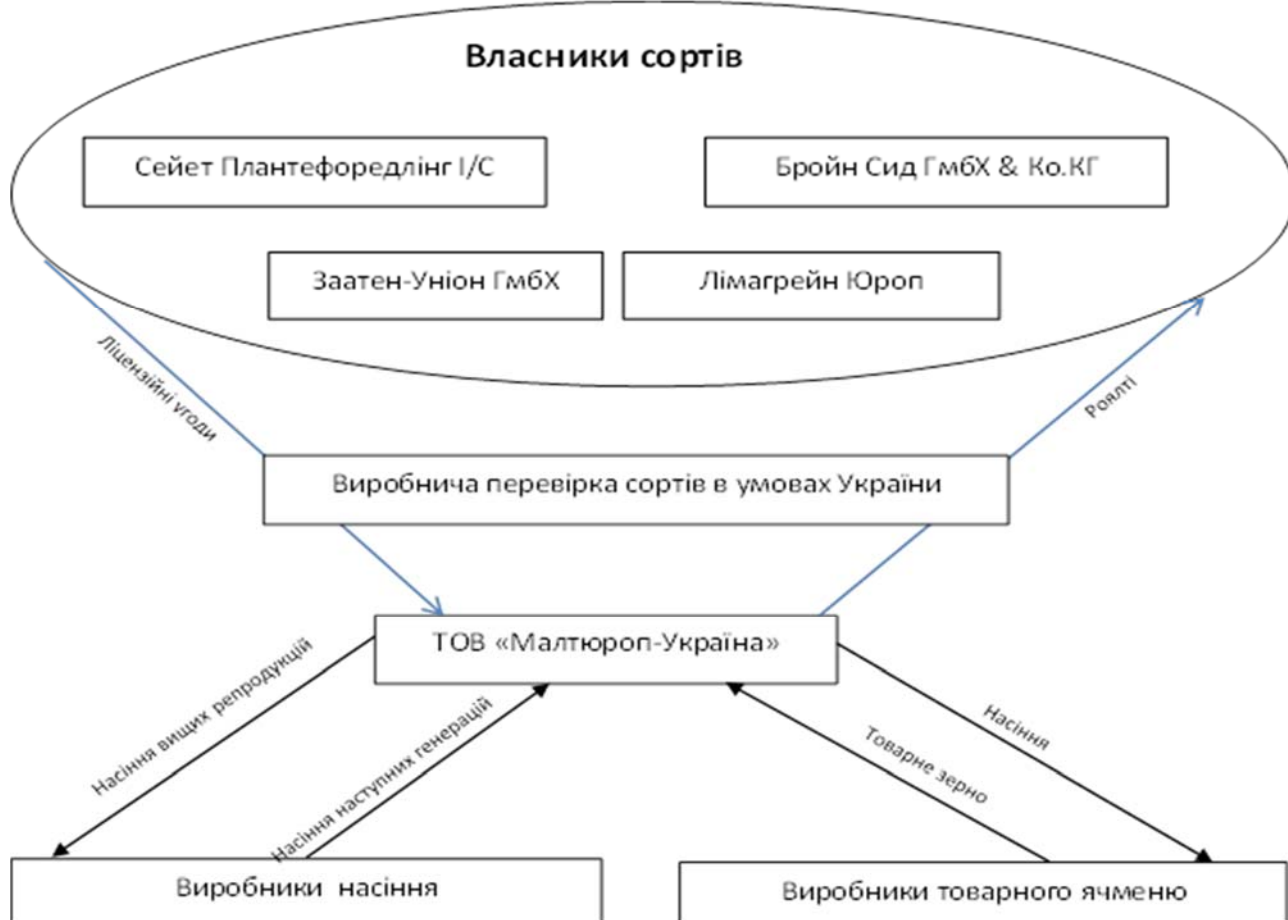 Власники сортів
Сейет Плантефоредлінг І/С
Бройн Сид ГмбХ & Ко.КГ
Заатен-Уніон ГмбХ
Лімагрейн Юроп
Ліцензійні угоди
Роялті
Виробнича перевірка сортів в умовах України
ТОВ «Малтюроп-Україна»
Насіння вищих репродукцій
Насіння наступних генерацій
Товарне зерно
Насіння
Виробники насіння
Виробники товарного ячменю